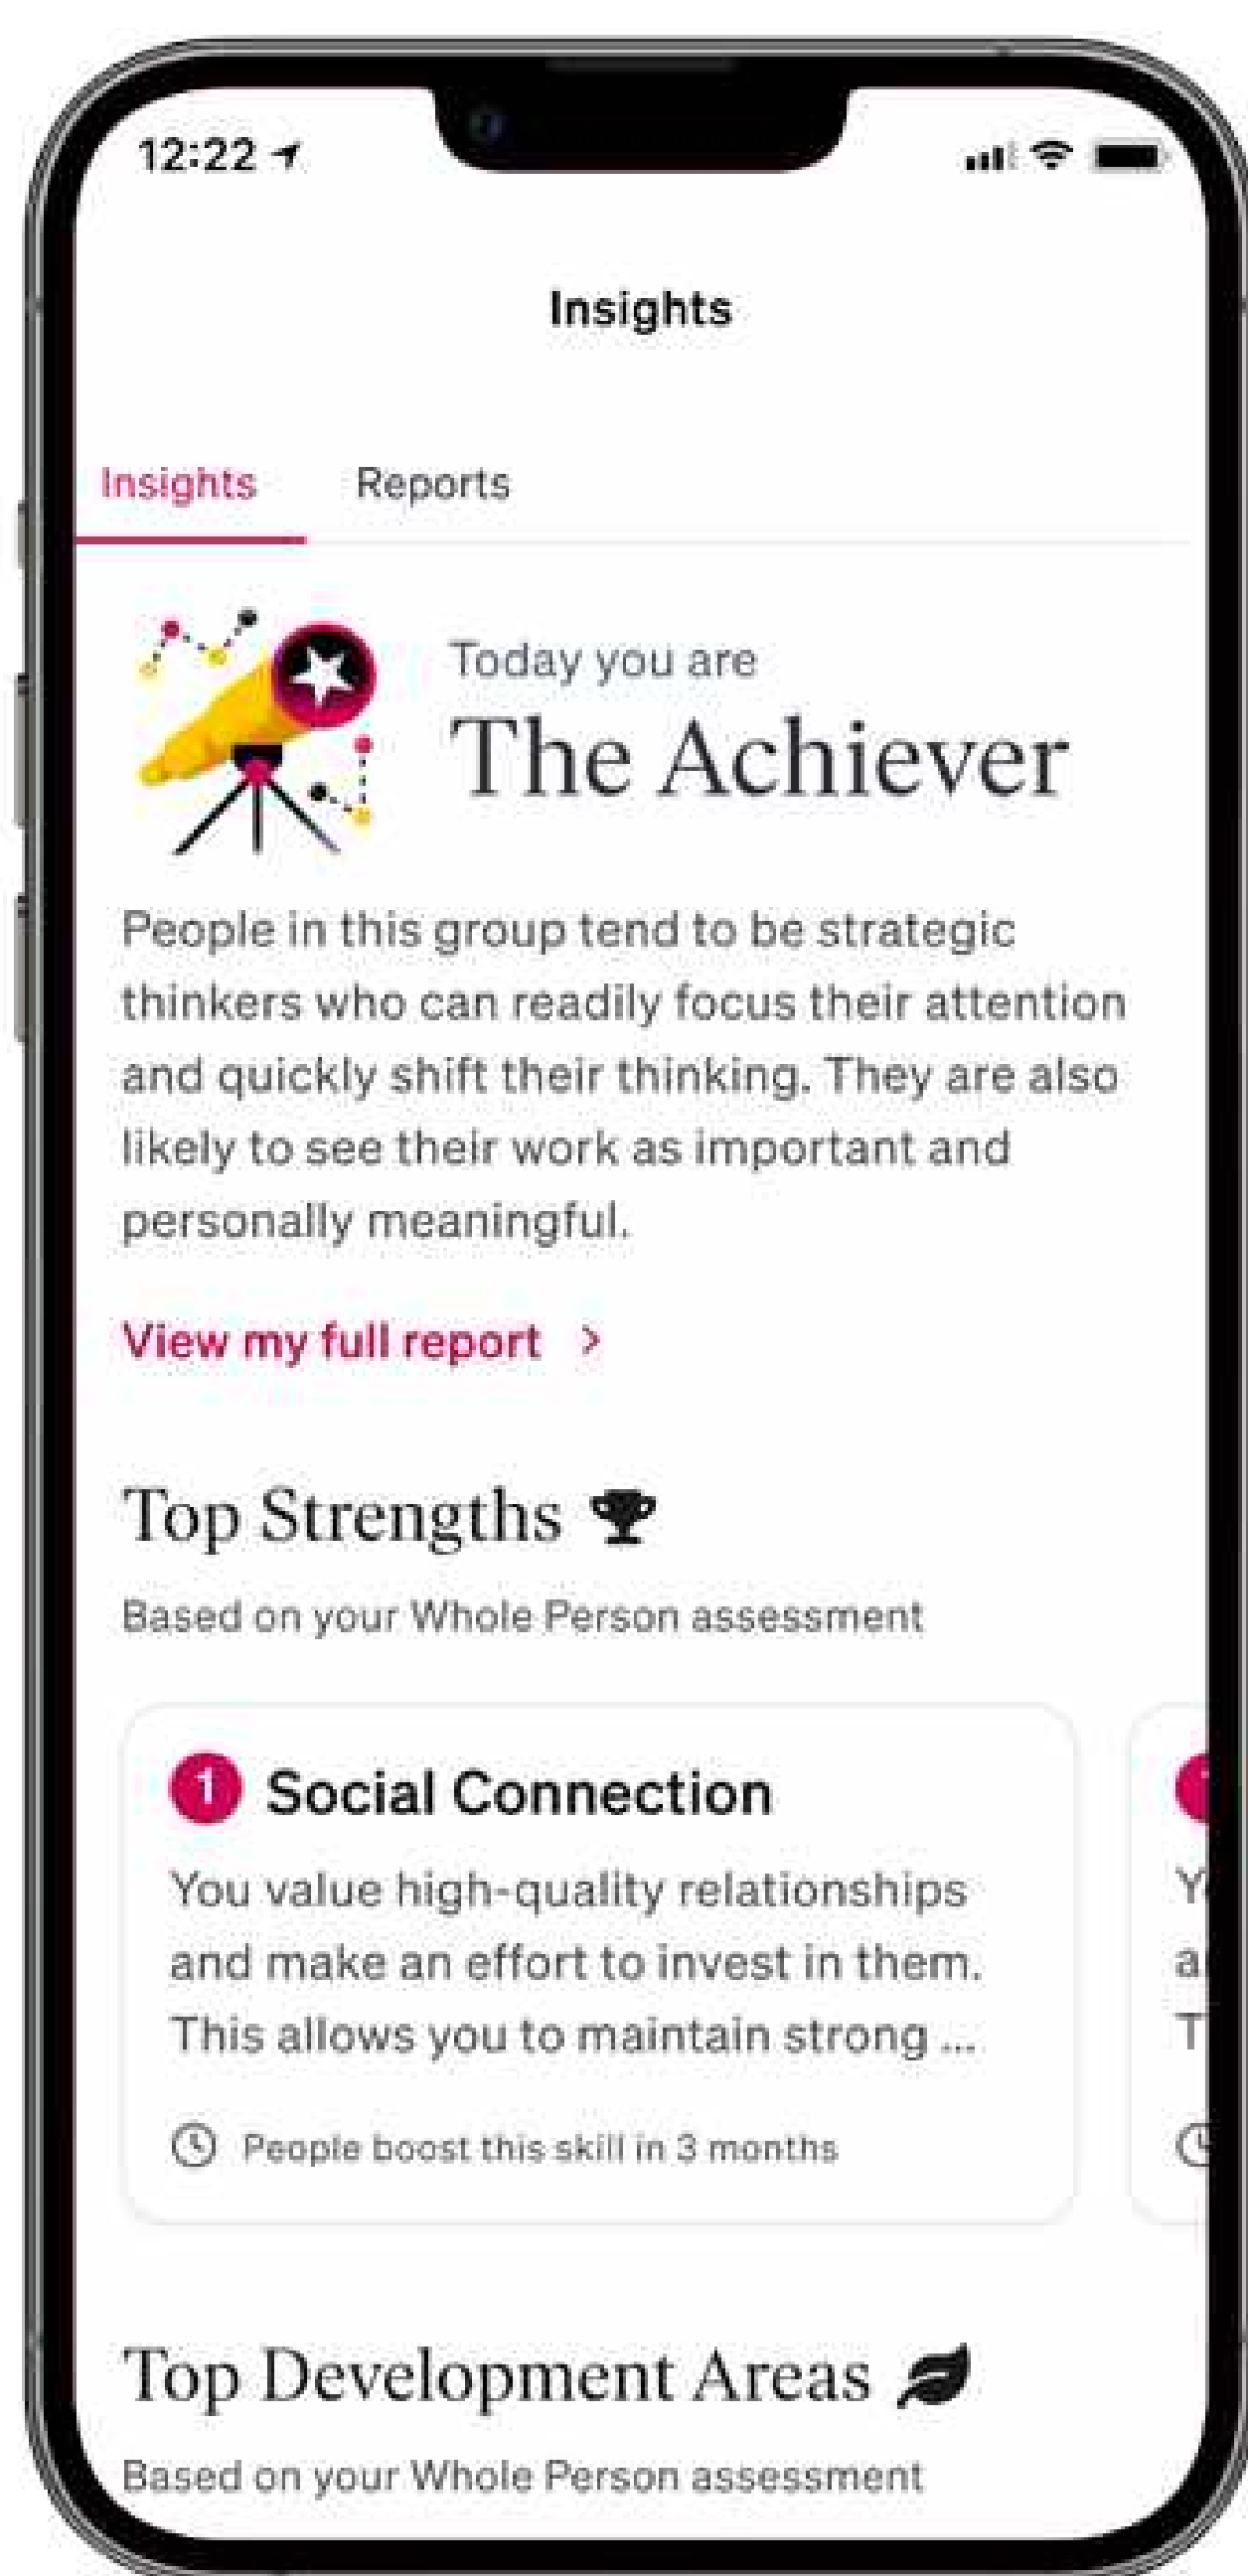 12:22
Insights
Insights Reports
Today you are
The Achiever
People in this group tend to be strategic
thinkers who can readily focus their attention
and quickly shift their thinking. They are also
likely to see their work as important and
personally meaningful.
View my full report >
Top Strengths
Based on your Whole Person assessment
1 Social Connection
You value high-quality relationships
and make an effort to invest in them.
This allows you to maintain strong ...
People boost this skill in 3 months
Top Development Areas
Based on your Whole Person assessment